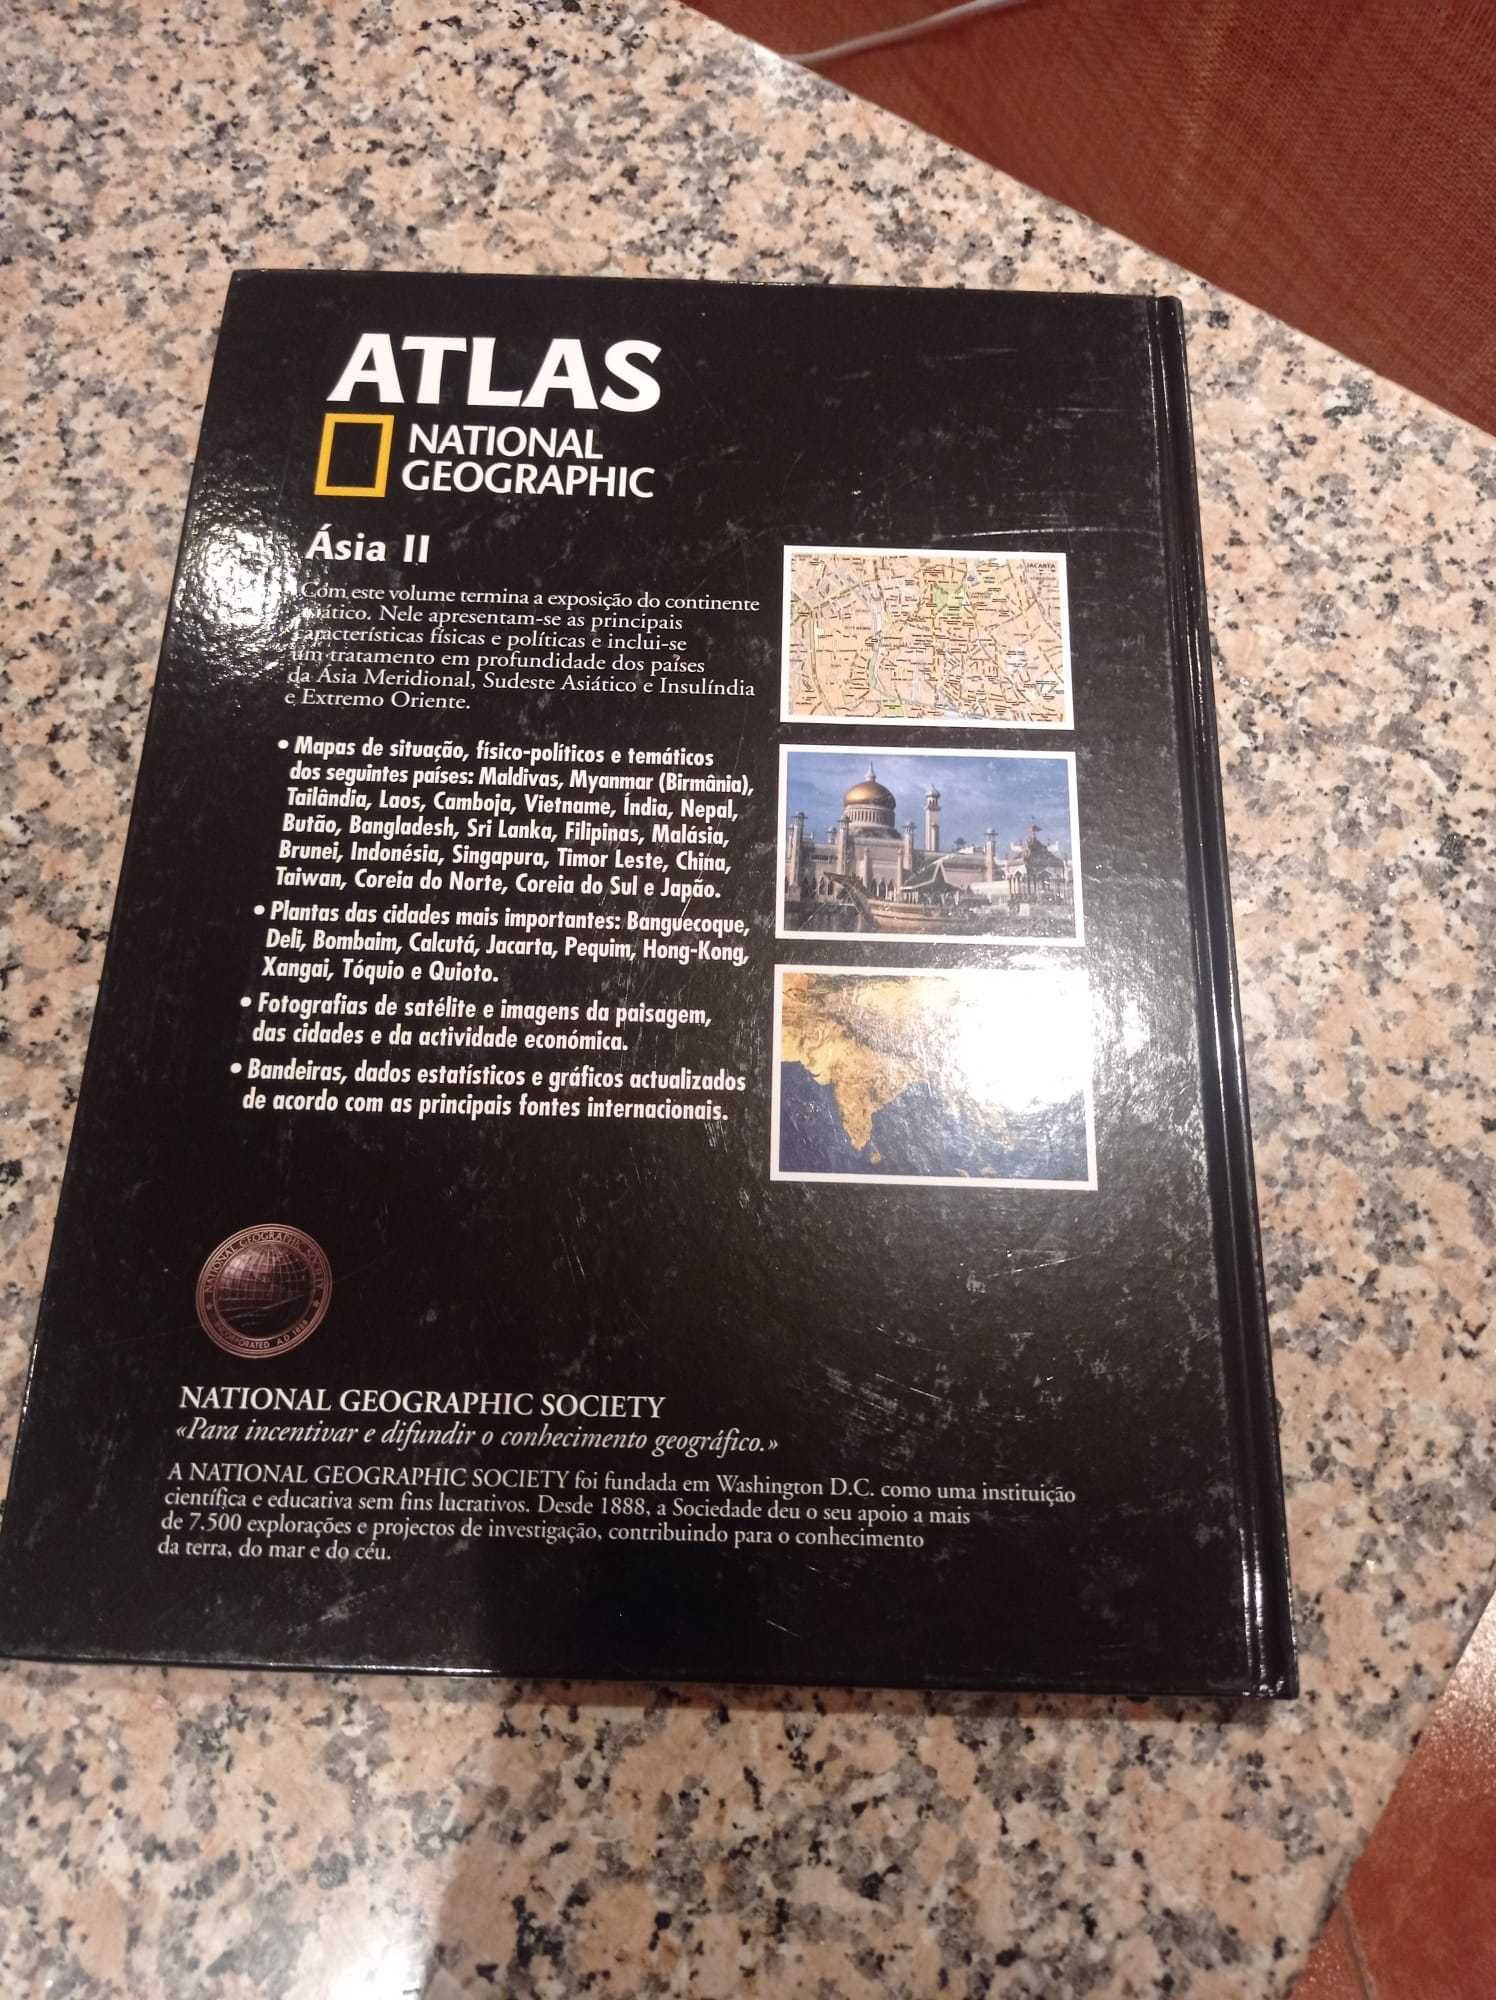 ATLAS
NATIONAL
GEOGRAPHIC
Ásia II
Com este volume termina a exposição do continente
asiático. Nele apresentam-se as principais
características físicas e políticas e inclui-se
um tratamento em profundidade dos países
da Ásia Meridional, Sudeste Asiático e Insulíndia
e Extremo Oriente.
• Mapas de situação, físico-políticos e temáticos
dos seguintes países: Maldivas, Myanmar (Birmânia),
Tailândia, Laos, Camboja, Vietname, Índia, Nepal,
Butão, Bangladesh, Sri Lanka, Filipinas, Malásia,
Brunei, Indonésia, Singapura, Timor Leste, China,
Taiwan, Coreia do Norte, Coreia do Sul e Japão.
• Plantas das cidades mais importantes: Banguecoque,
Deli, Bombaim, Calcutá, Jacarta, Pequim, Hong-Kong,
Xangai, Tóquio e Quioto.
• Fotografias de satélite e imagens da paisagem,
das cidades e da actividade económica.
• Bandeiras, dados estatísticos e gráficos actualizados
de acordo com as principais fontes internacionais.
JACARTA
NATIONAL GEOGRAPHIC SOCIETY
INCORPORATED A.D. 1888
NATIONAL GEOGRAPHIC SOCIETY
«Para incentivar e difundir o conhecimento geográfico.»
A NATIONAL GEOGRAPHIC SOCIETY foi fundada em Washington D.C. como uma instituição
científica e educativa sem fins lucrativos. Desde 1888, a Sociedade deu o seu apoio a mais
de 7.500 explorações e projectos de investigação, contribuindo para o conhecimento
da terra, do mar e do céu.